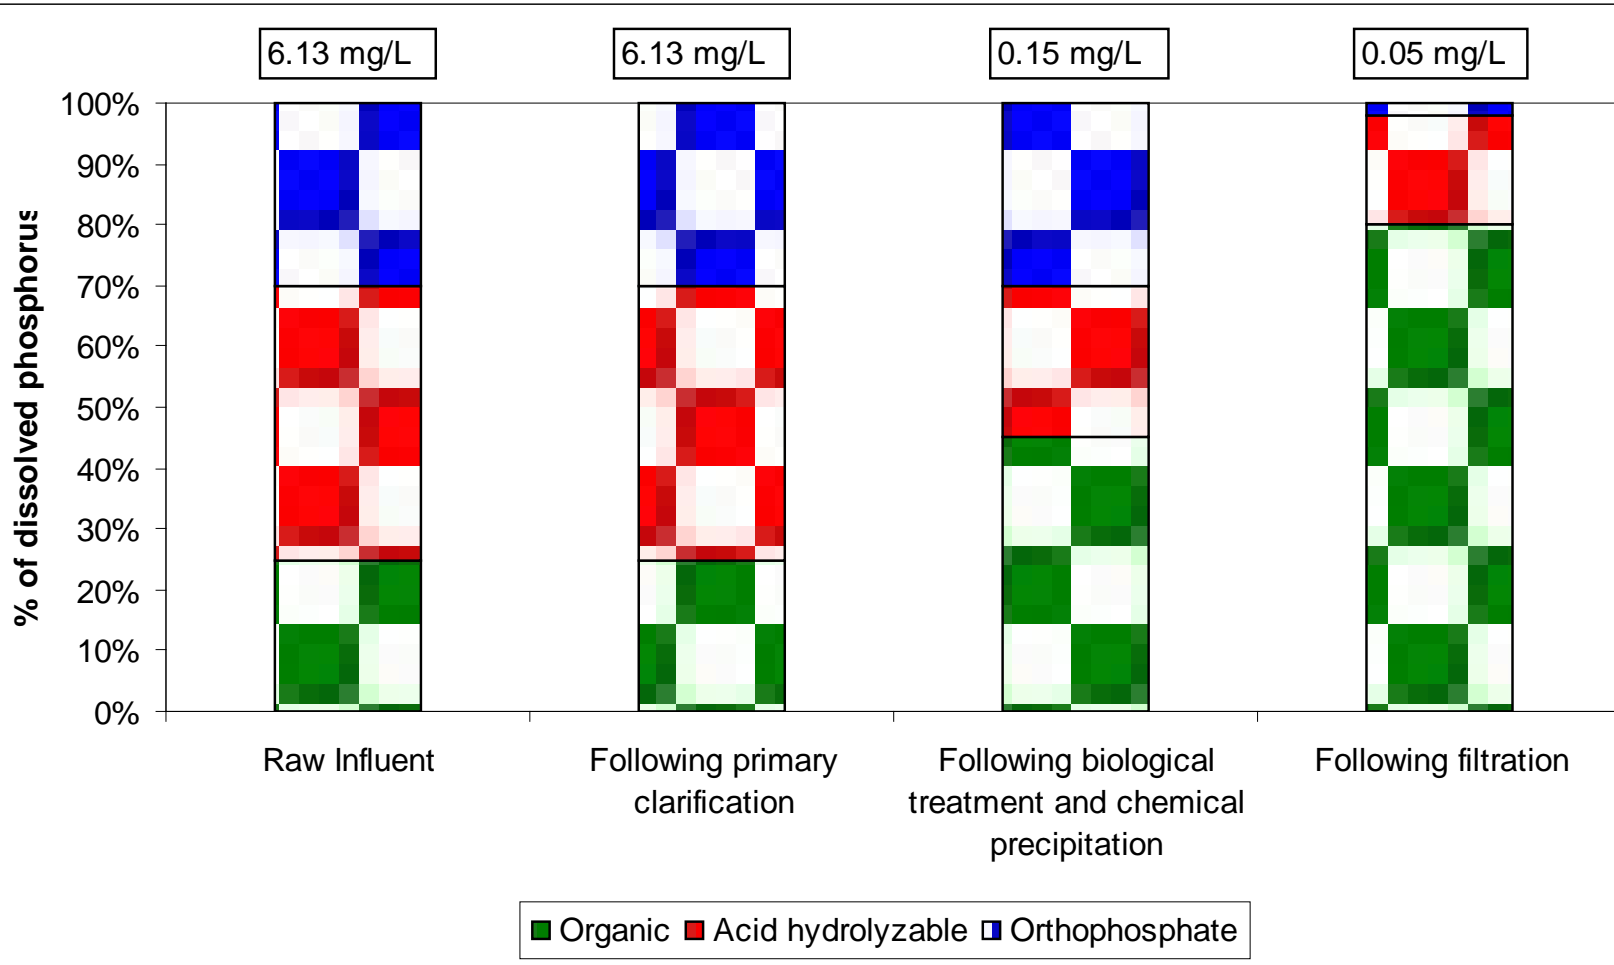 6.13 mg/L 6.13 mg/L 0.15 mg/L 0.05 mg/L
100%
90%
80%
70%
60%
50%
40%
30%
20%
10%
0%
% of dissolved phosphorus
Raw Influent
Following primary
clarification
Following biological
treatment and chemical
precipitation
Following filtration
Organic Acid hydrolyzable Orthophosphate